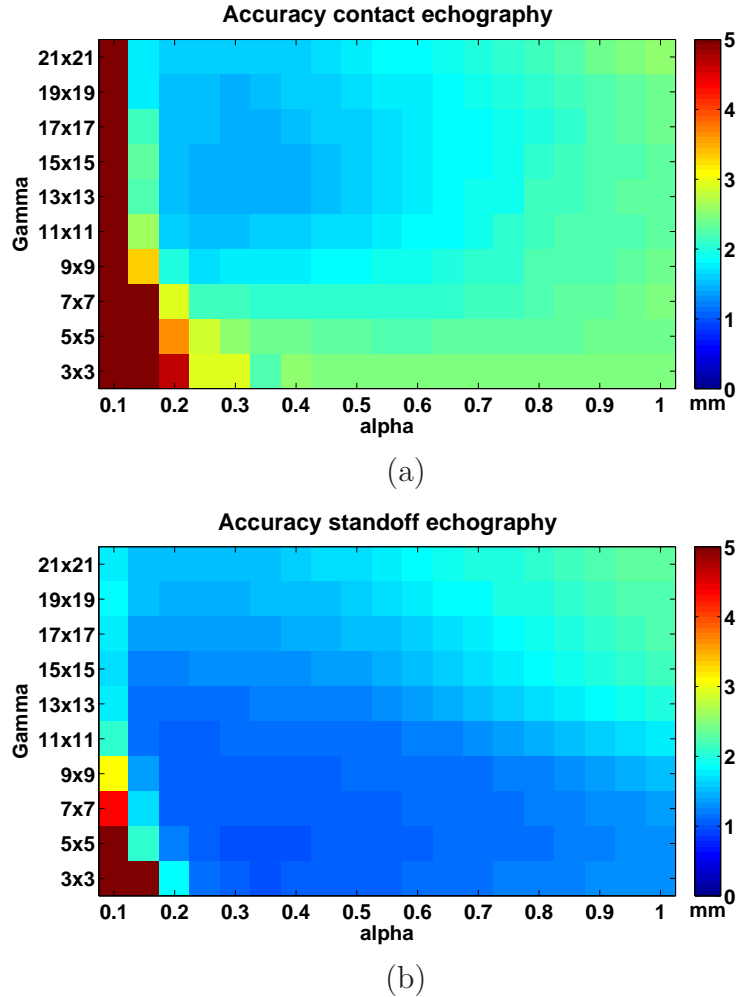 Accuracy contact echography
21x21
19x19
17x17
15x15
13x13
11x11
9x9
7x7
5x5
3x3
Gamma
0.1 0.2 0.3 0.4 0.5 0.6 0.7 0.8 0.9 1
alpha
5
4
3
2
1
0
mm
(a)
Accuracy standoff echography
21x21
19x19
17x17
15x15
13x13
11x11
9x9
7x7
5x5
3x3
Gamma
0.1 0.2 0.3 0.4 0.5 0.6 0.7 0.8 0.9 1
alpha
5
4
3
2
1
0
mm
(b)